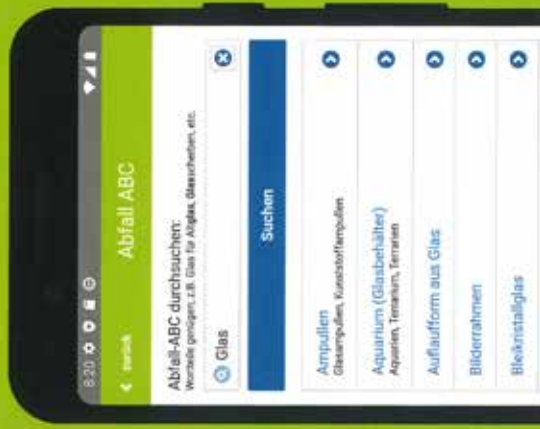 8:20
zurück
Abfall ABC
Abfall-ABC durchsuchen:
Wortteile genügen, z.B. Glas für Altglas, Glasscherben, etc.
Glas
Suchen
Ampullen
Glasampullen, Kunststoffampullen
Aquarium (Glasbehälter)
Aquarien, Terrarium, Terrarien
Auflaufform aus Glas
Bilderrahmen
Bleikristallglas